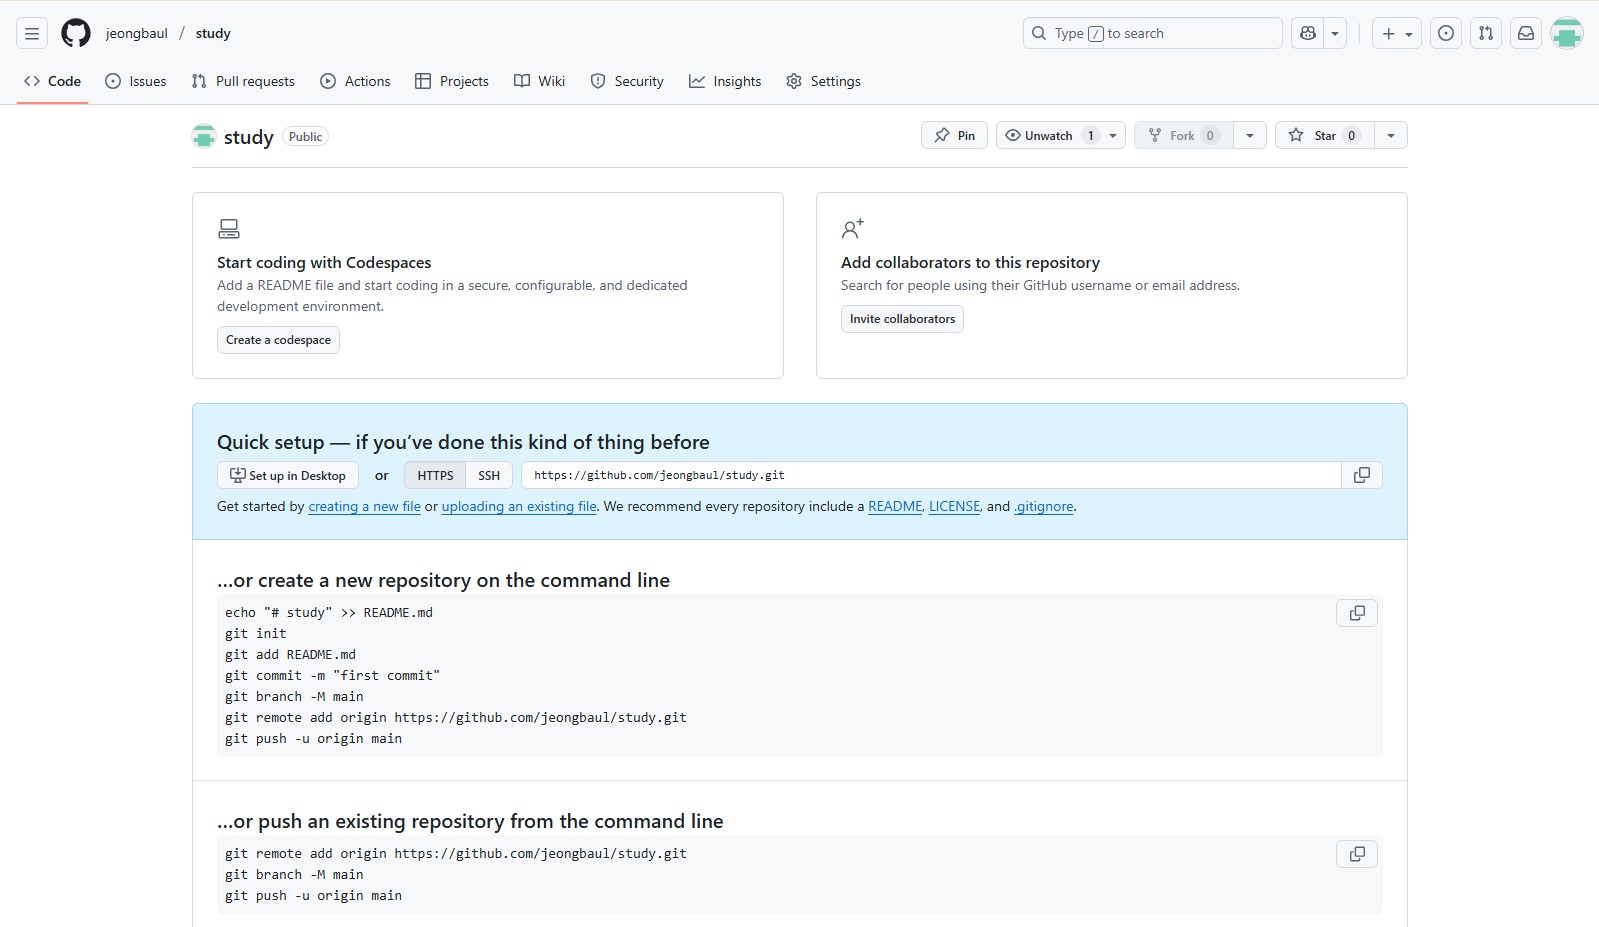 jeongbaul / study
Type / to search
Code
Issues
Pull requests
Actions
Projects
Wiki
Security
Insights
Settings
study Public
Pin
Unwatch 1
Fork 0
Star 0
Start coding with Codespaces
Add a README file and start coding in a secure, configurable, and dedicated
development environment.
Create a codespace
Add collaborators to this repository
Search for people using their GitHub username or email address.
Invite collaborators
Quick setup — if you’ve done this kind of thing before
Set up in Desktop or HTTPS SSH https://github.com/jeongbaul/study.git
Get started by creating a new file or uploading an existing file. We recommend every repository include a README, LICENSE, and .gitignore.
…or create a new repository on the command line
echo "# study" >> README.md
git init
git add README.md
git commit -m "first commit"
git branch -M main
git remote add origin https://github.com/jeongbaul/study.git
git push -u origin main
…or push an existing repository from the command line
git remote add origin https://github.com/jeongbaul/study.git
git branch -M main
git push -u origin main